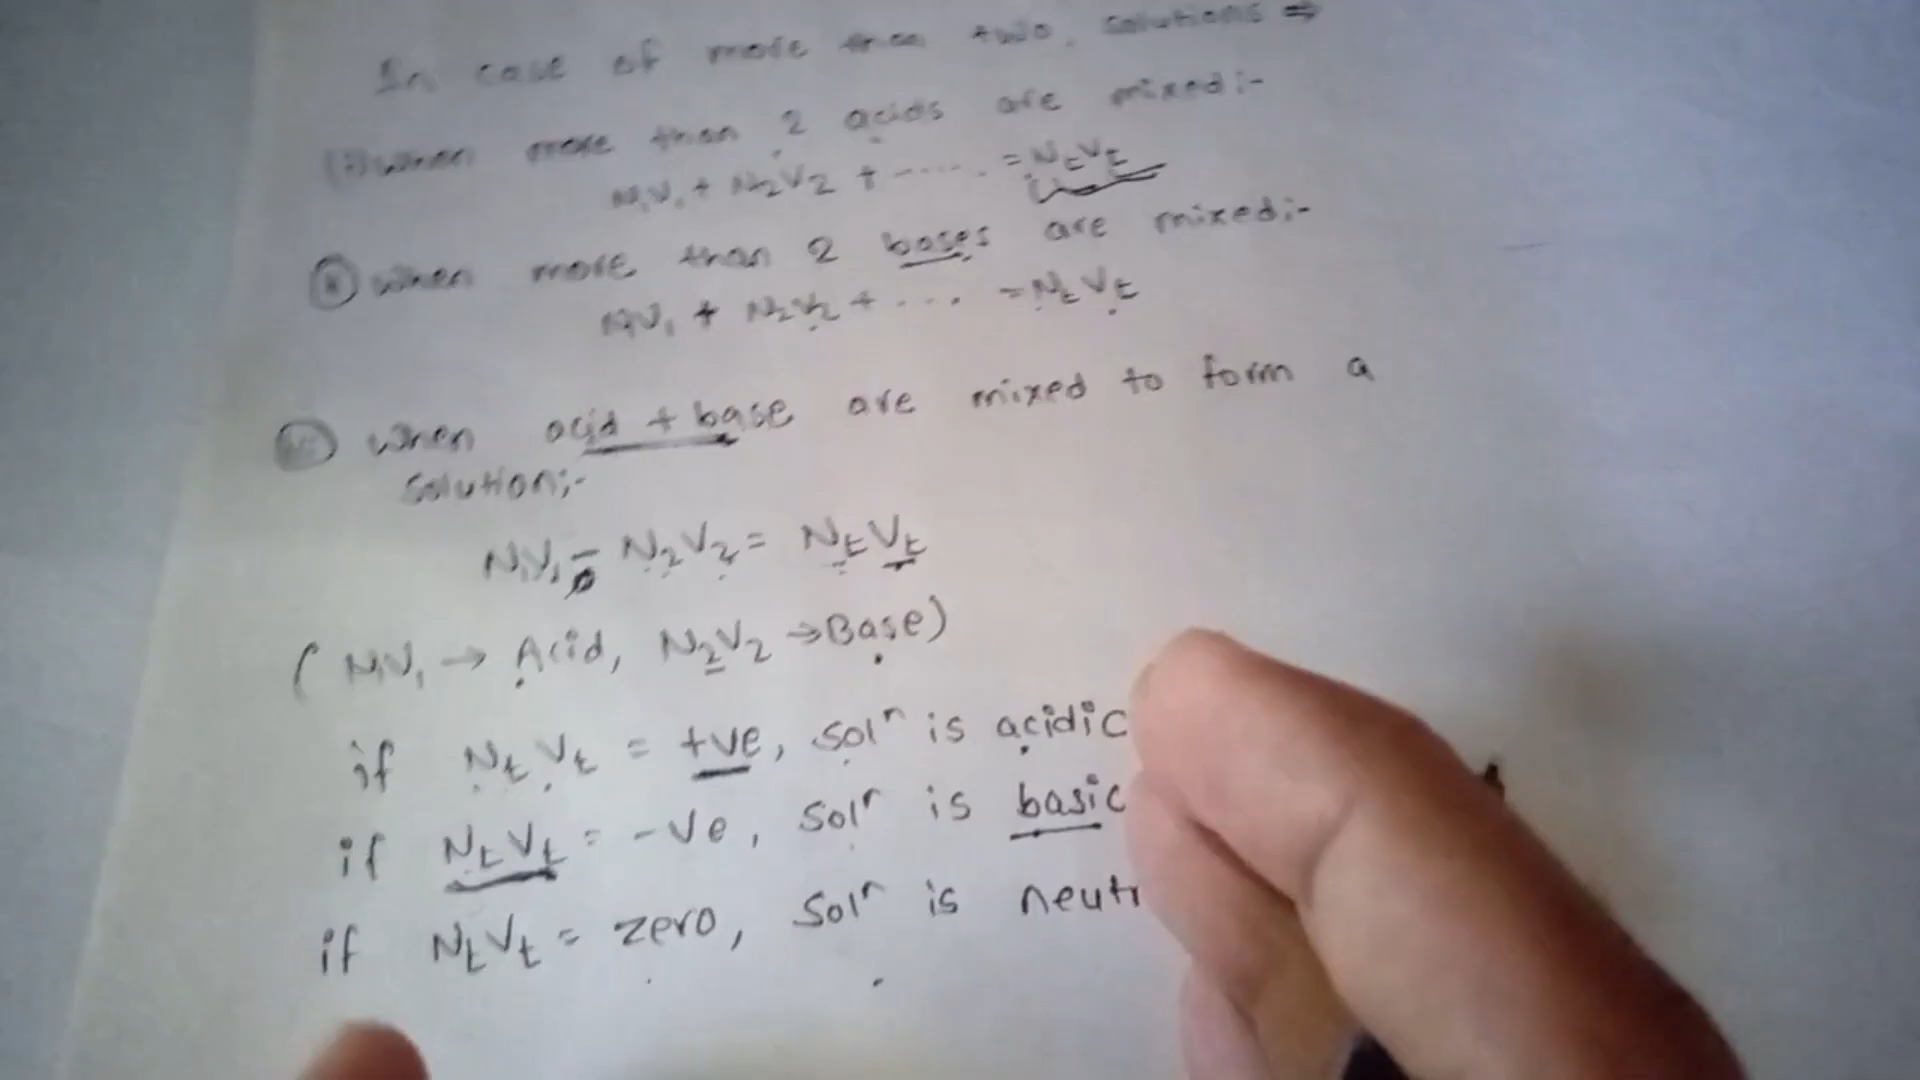 In case of more than two solutions ⇒
(i) when more than 2 acids are mixed:-
N₁V₁ + N₂V₂ + ...... = NₜVₜ
(ii) when more than 2 bases are mixed:-
N₁V₁ + N₂V₂ + .... = NₜVₜ
when acid + base are mixed to form a
solution:-
N₁V₁ - N₂V₂ = NₜVₜ
( N₁V₁ → Acid, N₂V₂ → Base)
if NₜVₜ = +ve, solⁿ is acidic
if NₜVₜ = -ve, solⁿ is basic
if NₜVₜ = zero, solⁿ is neutr